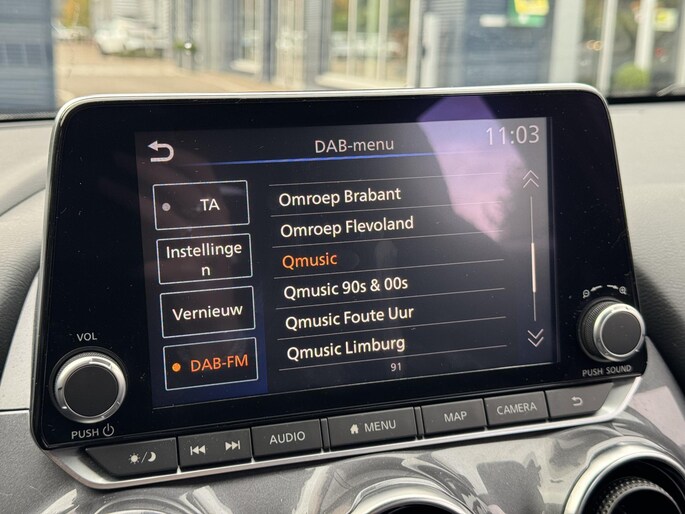 DAB-menu
11:03
TA
Instellinge
n
Vernieuw
DAB-FM
Omroep Brabant
Omroep Flevoland
Qmusic
Qmusic 90s & 00s
Qmusic Foute Uur
Qmusic Limburg
91
VOL
PUSH
PUSH SOUND
AUDIO
MENU
MAP
CAMERA